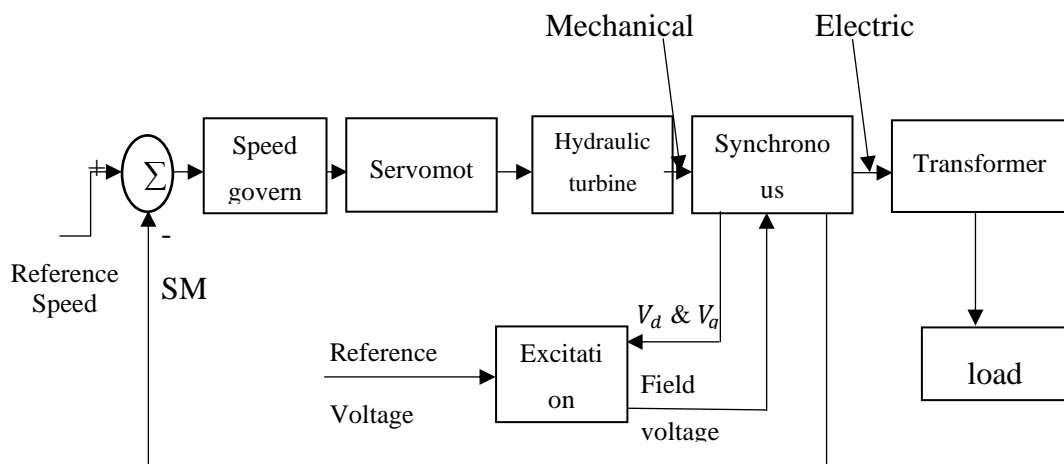 Mechanical
Electric
+
Σ
-
Reference
Speed
SM
Speed
govern
Servomot
Hydraulic
turbine
Synchrono
us
Transformer
load
V_d & V_q
Reference
Voltage
Excitati
on
Field
voltage